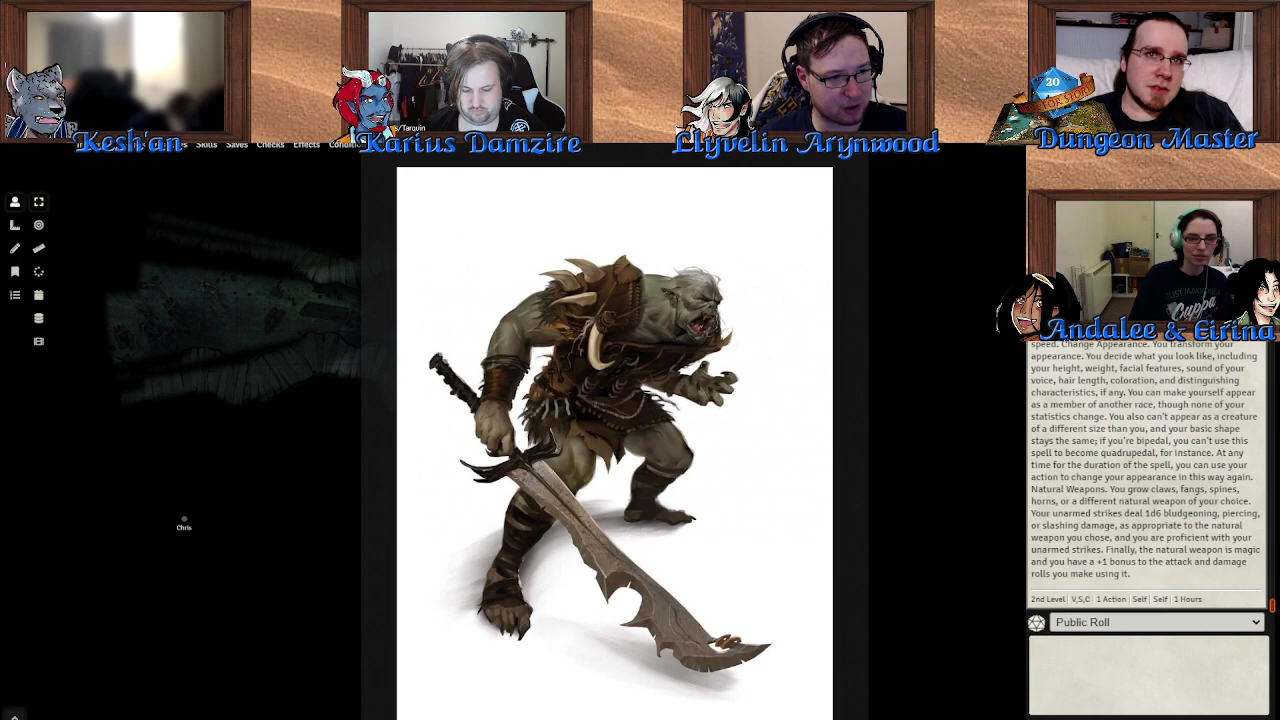 s/Tarquin
20
FOR STORY
Kesh'an
Karius Damzire
Llyvelin Arynwood
Dungeon Master
Skills Saves Checks Effects
JUST MAKING A
Cuppa
Andalee & Eirina
speed. Change Appearance. You transform your
appearance. You decide what you look like, including
your height, weight, facial features, sound of your
voice, hair length, coloration, and distinguishing
characteristics, if any. You can make yourself appear
as a member of another race, though none of your
statistics change. You also can't appear as a creature
of a different size than you, and your basic shape
stays the same; if you're bipedal, you can't use this
spell to become quadrupedal, for instance. At any
time for the duration of the spell, you can use your
action to change your appearance in this way again.
Natural Weapons. You grow claws, fangs, spines,
horns, or a different natural weapon of your choice.
Your unarmed strikes deal 1d6 bludgeoning, piercing,
or slashing damage, as appropriate to the natural
weapon you chose, and you are proficient with your
unarmed strikes. Finally, the natural weapon is magic
and you have a +1 bonus to the attack and damage
rolls you make using it.
2nd Level V,S,C 1 Action Self Self 1 Hours
Public Roll
Chris